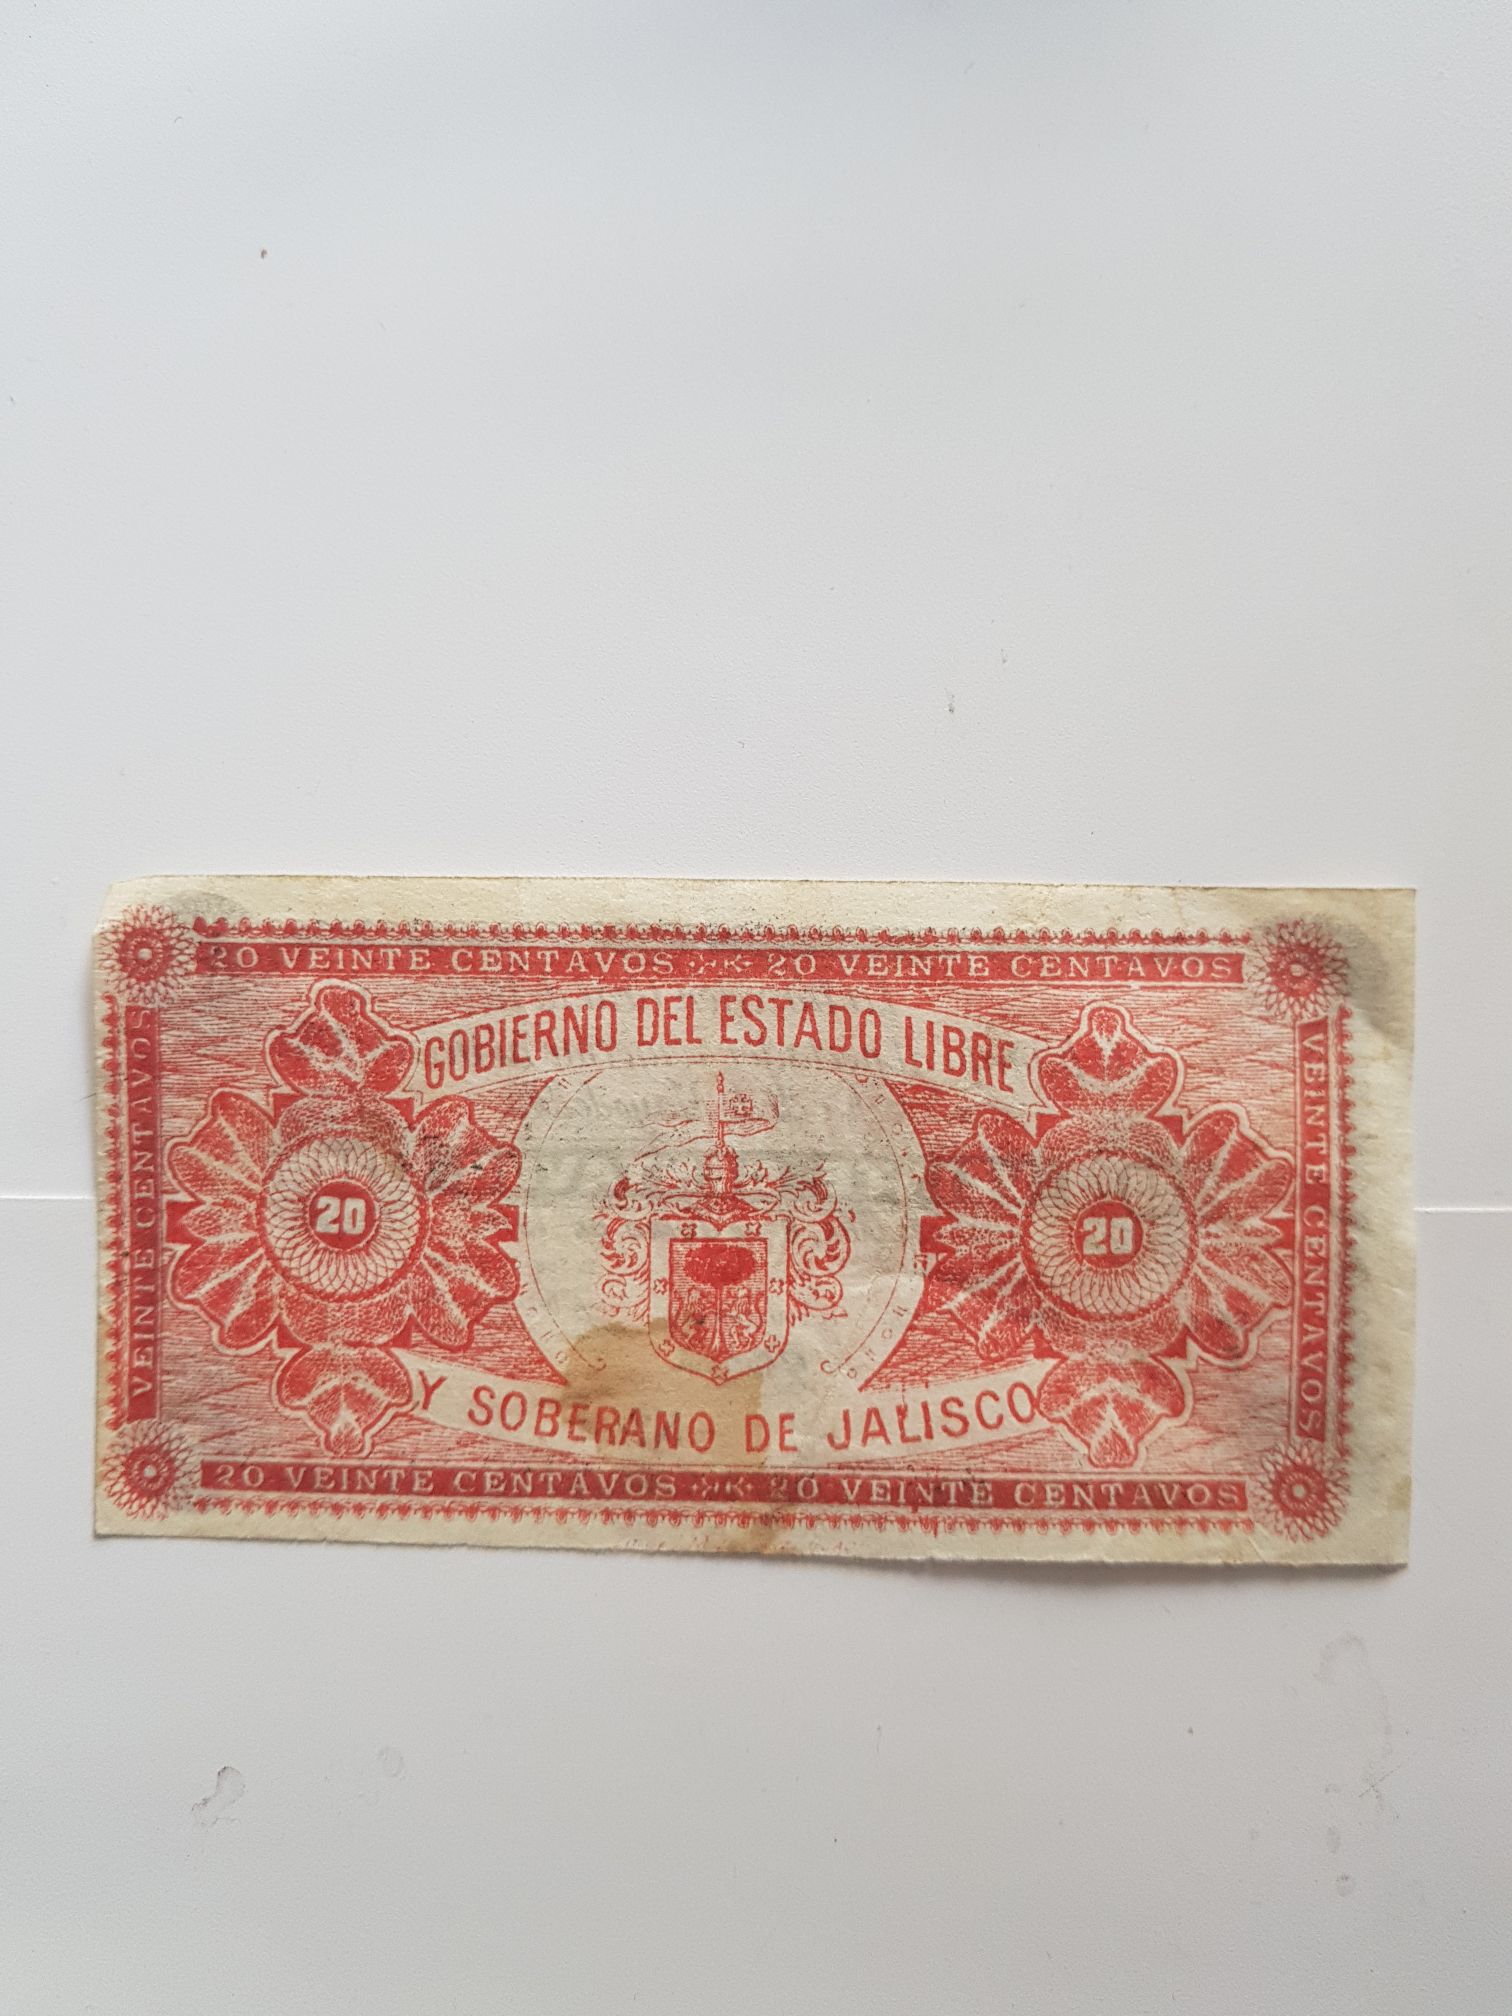 20 VEINTE CENTAVOS 20 VEINTE CENTAVOS
VEINTE CENTAVOS
GOBIERNO DEL ESTADO LIBRE
20
20
VEINTE CENTAVOS
Y SOBERANO DE JALISCO
20 VEINTE CENTAVOS 20 VEINTE CENTAVOS